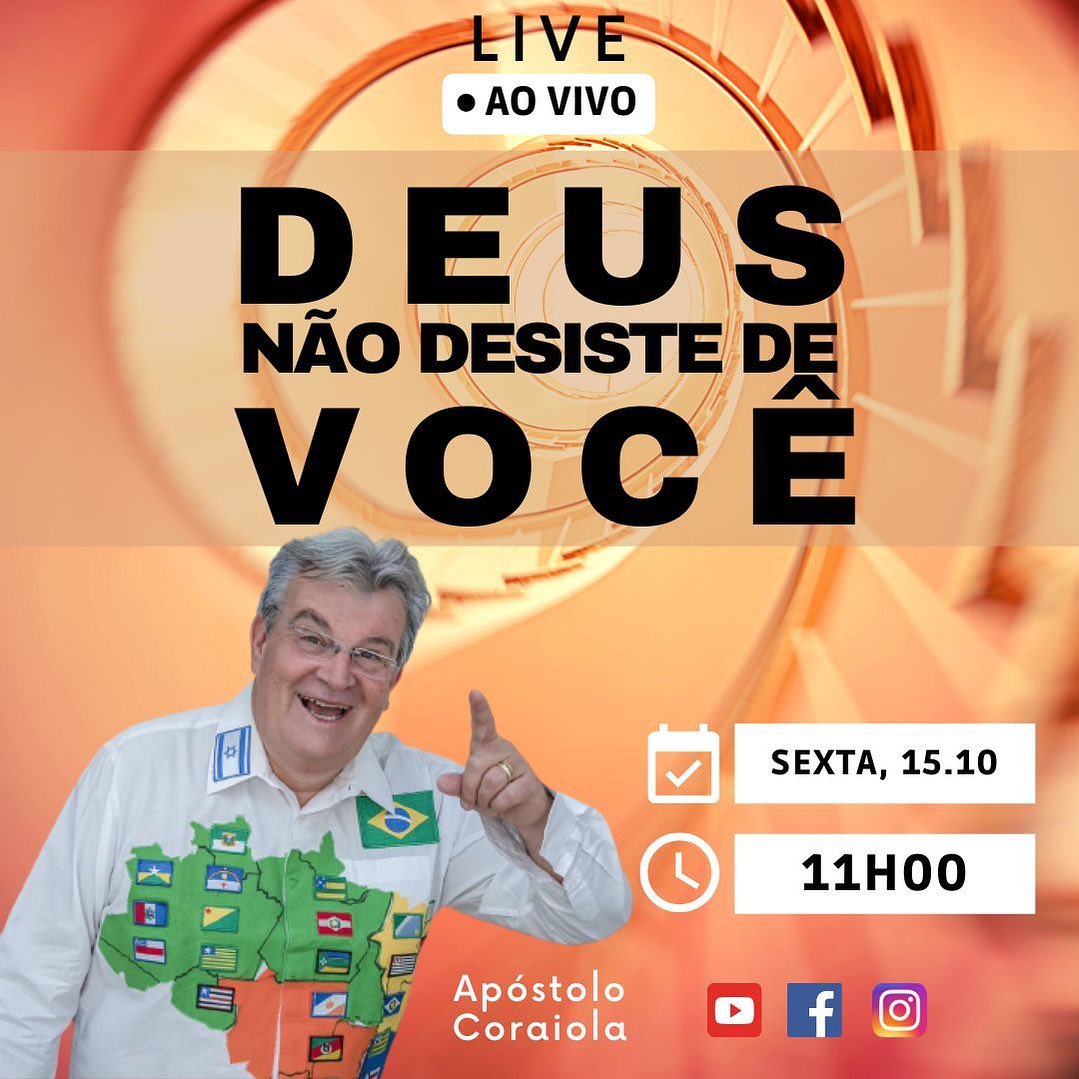 LIVE
• AO VIVO
DEUS
NÃO DESISTE DE
VOCÊ
SEXTA, 15.10
11H00
Apóstolo
Coraiola